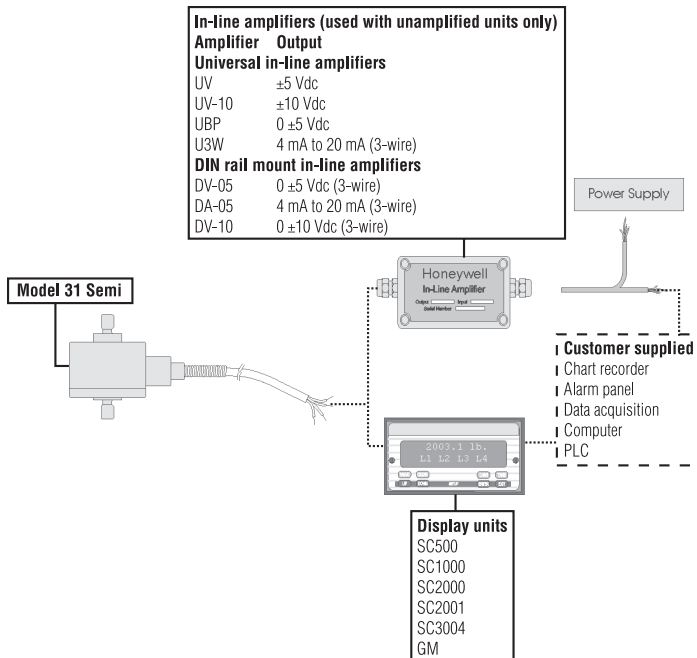 In-line amplifiers (used with unamplified units only)
Amplifier Output
Universal in-line amplifiers
UV ±5 Vdc
UV-10 ±10 Vdc
UBP 0 ±5 Vdc
U3W 4 mA to 20 mA (3-wire)
DIN rail mount in-line amplifiers
DV-05 0 ±5 Vdc (3-wire)
DA-05 4 mA to 20 mA (3-wire)
DV-10 0 ±10 Vdc (3-wire)
Power Supply
Honeywell
In-Line Amplifier
Output Input
Serial Number
Model 31 Semi
Customer supplied
Chart recorder
Alarm panel
Data acquisition
Computer
PLC
2003.1 lb.
L1 L2 L3 L4
UP DOWN SETUP ENTER EXIT
Display units
SC500
SC1000
SC2000
SC2001
SC3004
GM